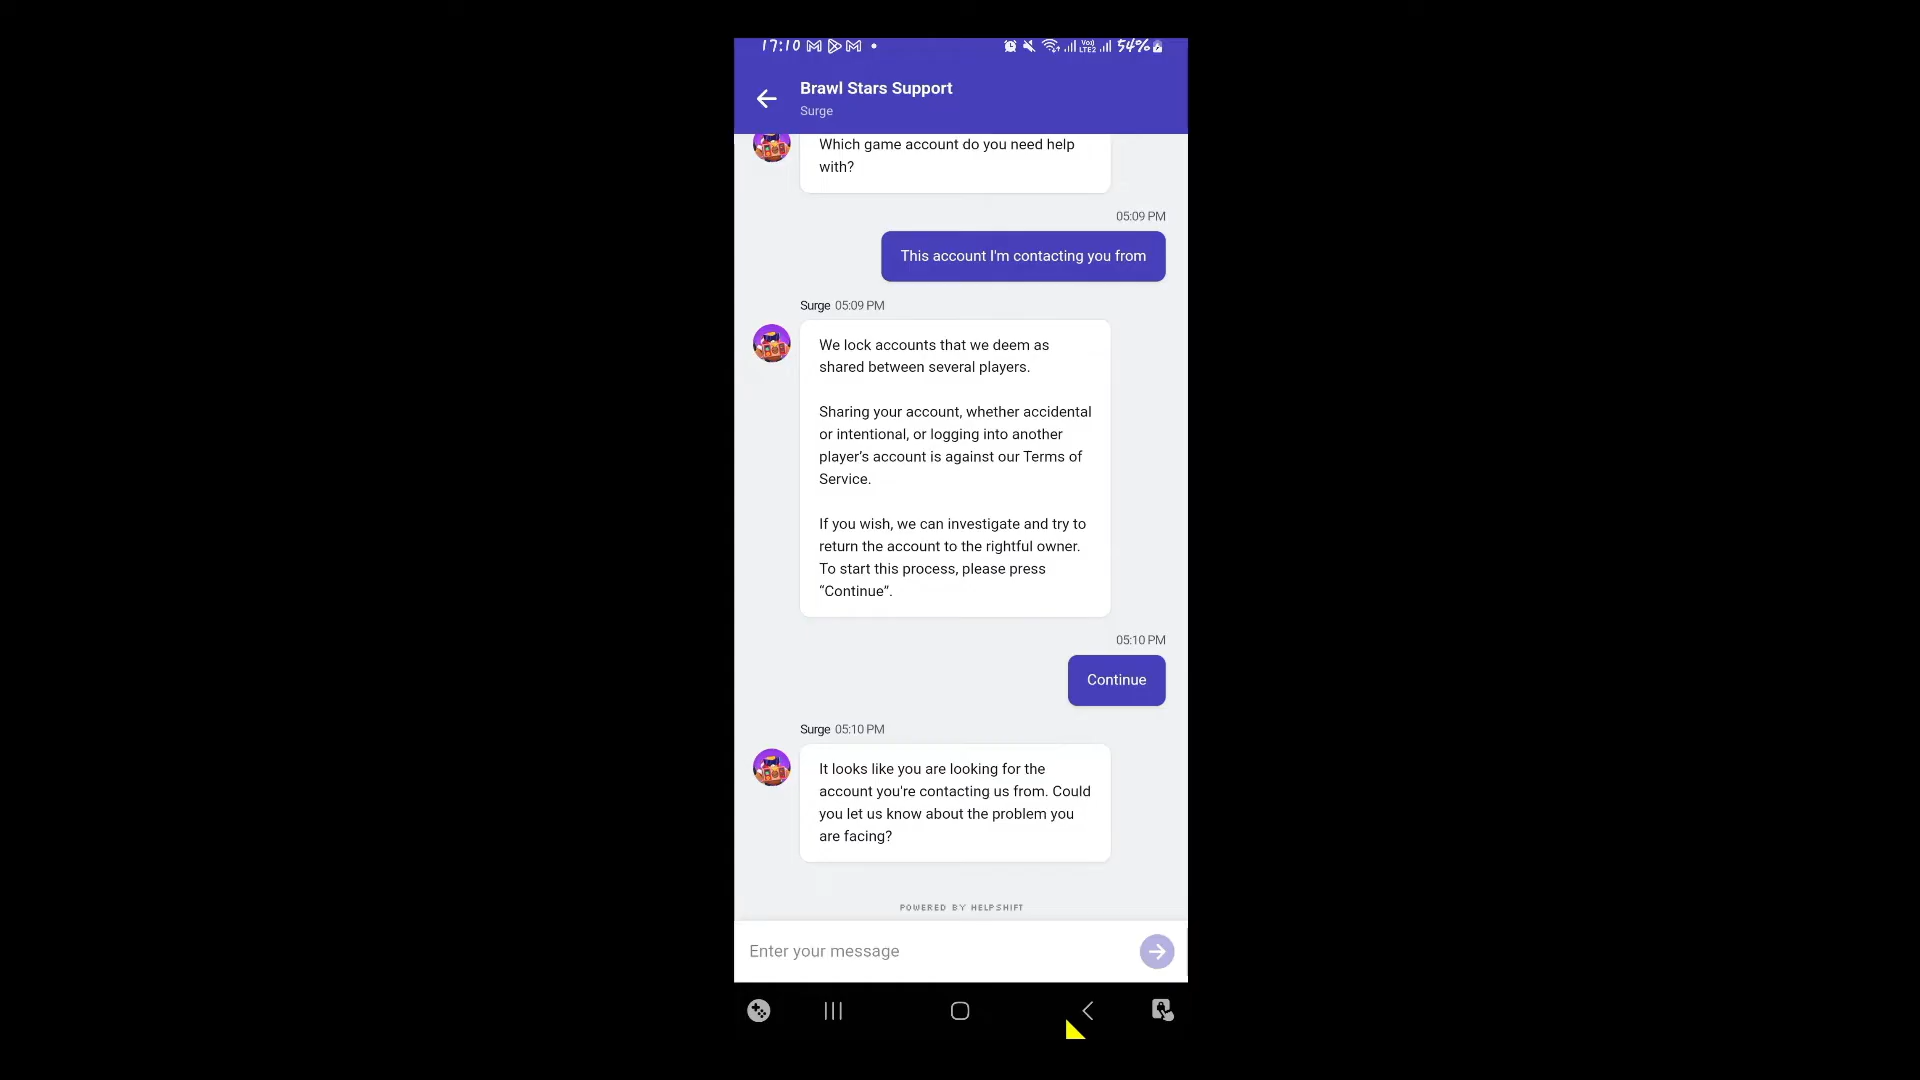 17:10
Vo))
LTE2
54%
Brawl Stars Support
Surge
Which game account do you need help
with?
05:09 PM
This account I'm contacting you from
Surge 05:09 PM
We lock accounts that we deem as
shared between several players.
Sharing your account, whether accidental
or intentional, or logging into another
player’s account is against our Terms of
Service.
If you wish, we can investigate and try to
return the account to the rightful owner.
To start this process, please press
“Continue”.
05:10 PM
Continue
Surge 05:10 PM
It looks like you are looking for the
account you're contacting us from. Could
you let us know about the problem you
are facing?
POWERED BY HELPSHIFT
Enter your message